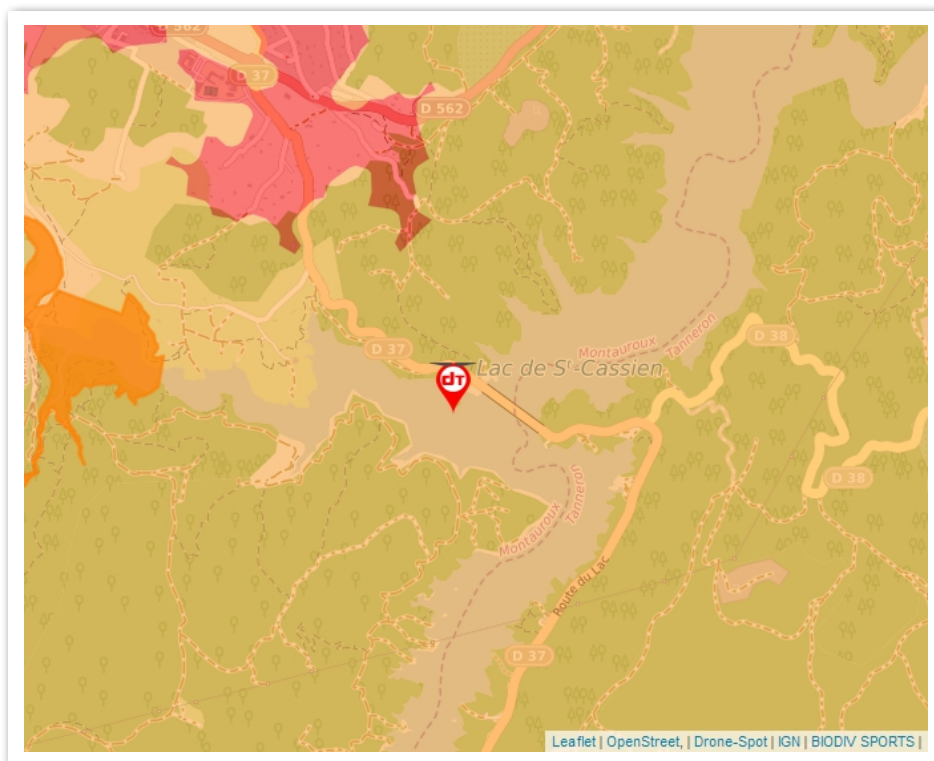 D 562
D 37
D 562
D 37
Lac de Sᵗ-Cassien
Montauroux
Tanneron
D 38
D 38
Montauroux
Tanneron
Route du Lac
D 37
dT
Leaflet | OpenStreet, | Drone-Spot | IGN | BIODIV SPORTS |